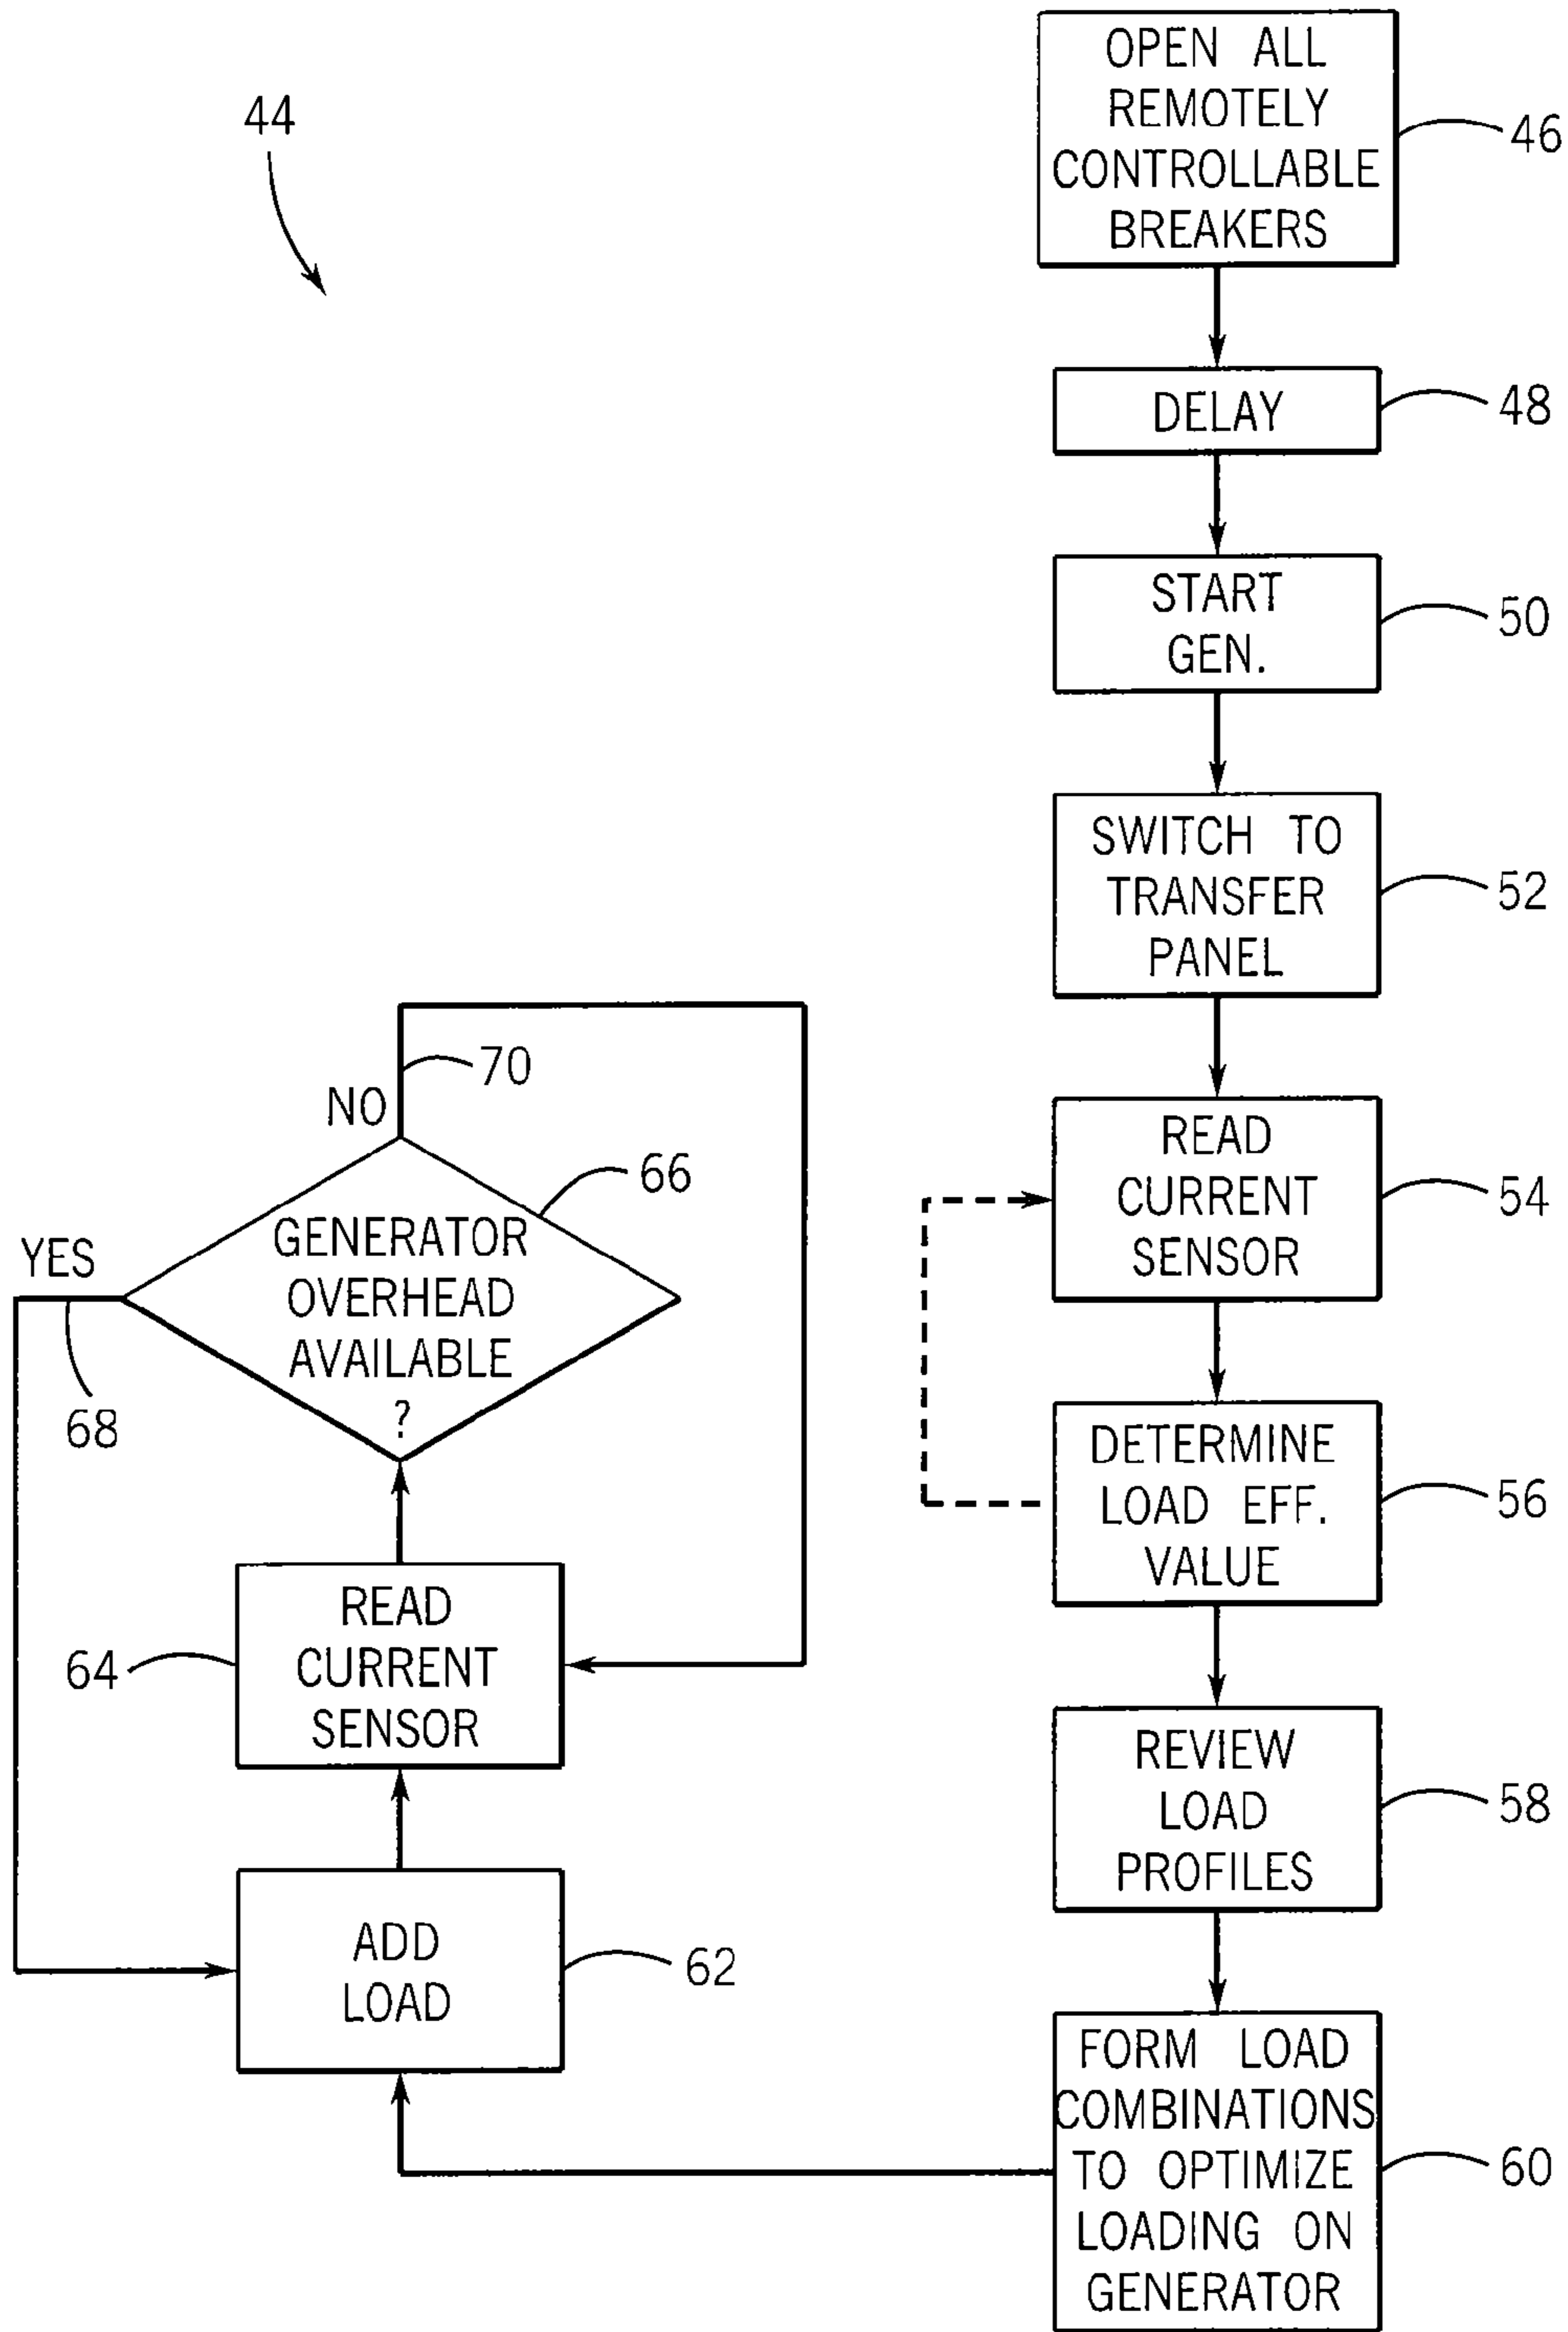 44
OPEN ALL
REMOTELY
CONTROLLABLE
BREAKERS
46
DELAY
48
START
GEN.
50
SWITCH TO
TRANSFER
PANEL
52
READ
CURRENT
SENSOR
54
DETERMINE
LOAD EFF.
VALUE
56
REVIEW
LOAD
PROFILES
58
FORM LOAD
COMBINATIONS
TO OPTIMIZE
LOADING ON
GENERATOR
60
ADD
LOAD
62
READ
CURRENT
SENSOR
64
GENERATOR
OVERHEAD
AVAILABLE
?
66
YES
68
NO
70